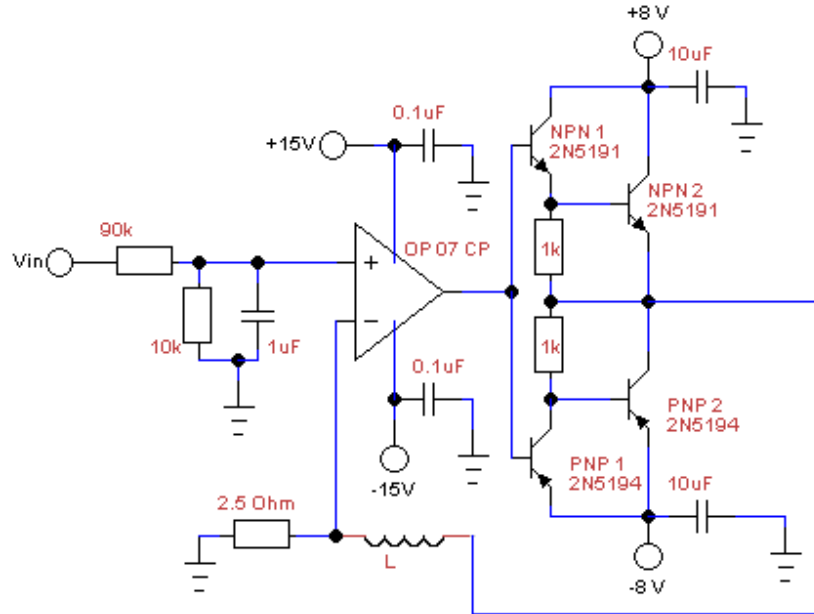 +8 V
10uF
0.1uF
NPN 1
2N5191
+15V
NPN 2
2N5191
90k
OP 07 CP
1k
Vin
+
−
10k
1uF
1k
0.1uF
PNP 2
2N5194
PNP 1
2N5194
-15V
10uF
2.5 Ohm
L
-8 V